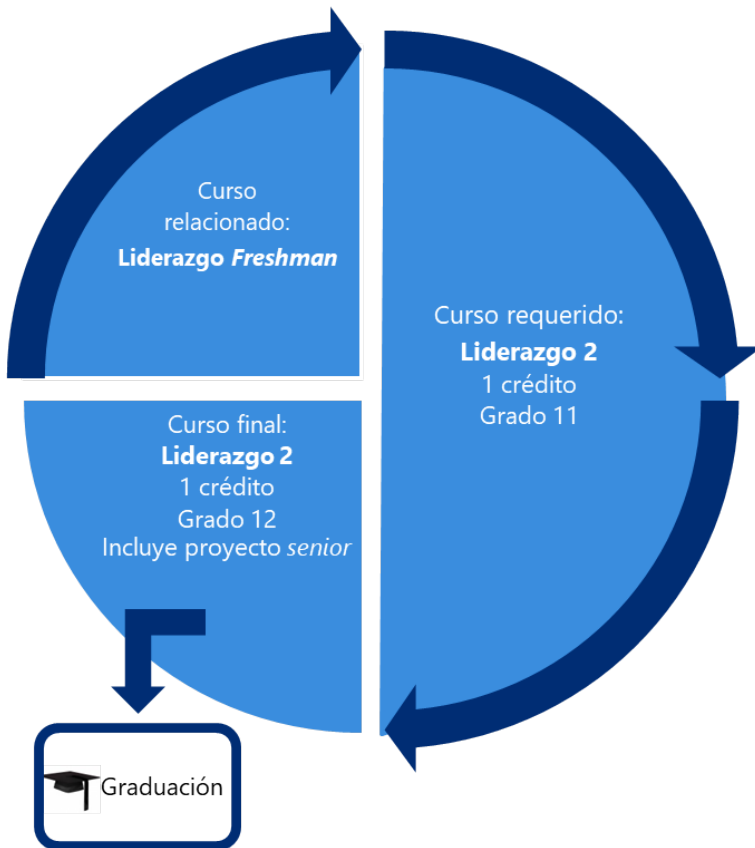 Curso
relacionado:
Liderazgo Freshman
Curso requerido:
Liderazgo 2
1 crédito
Grado 11
Curso final:
Liderazgo 2
1 crédito
Grado 12
Incluye proyecto senior
Graduación